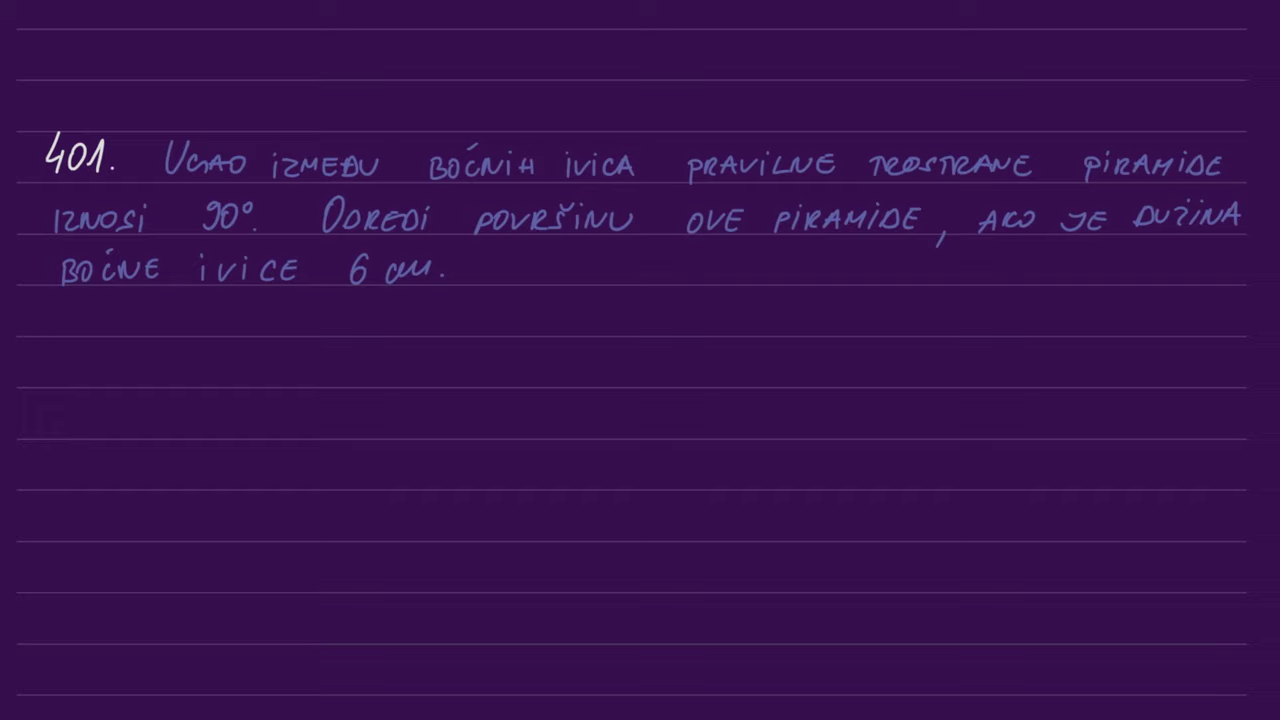 401. UGAO IZMEĐU BOČNIH IVICA PRAVILNE TROSTRANE PIRAMIDE
IZNOSI 90°. ODREDI POVRŠINU OVE PIRAMIDE, AKO JE DUŽINA
BOČNE IVICE 6 cm.